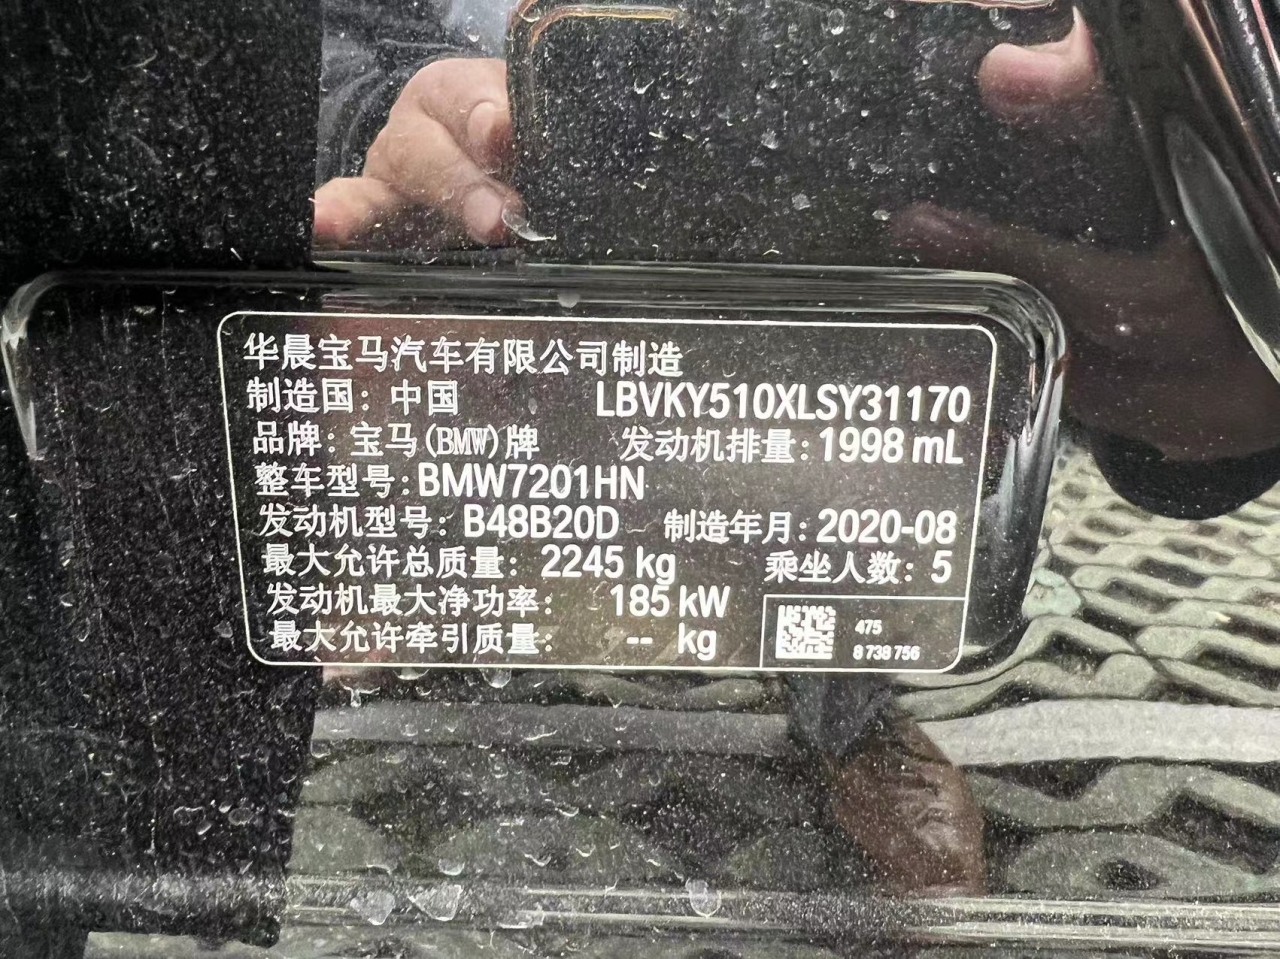 华晨宝马汽车有限公司制造
制造国：中国 LBVKY510XLSY31170
品牌：宝马(BMW)牌 发动机排量：1998 mL
整车型号：BMW7201HN
发动机型号：B48B20D 制造年月：2020-08
最大允许总质量：2245 kg 乘坐人数：5
发动机最大净功率：185 kW
最大允许牵引质量：-- kg
475
8 738 756